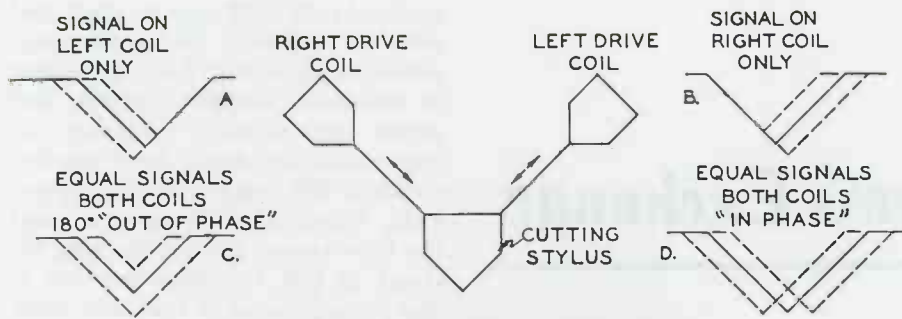 SIGNAL ON
LEFT COIL
ONLY
A.
RIGHT DRIVE
COIL
LEFT DRIVE
COIL
SIGNAL ON
RIGHT COIL
ONLY
B.
EQUAL SIGNALS
BOTH COILS
180° "OUT OF PHASE"
C.
CUTTING
STYLUS
EQUAL SIGNALS
BOTH COILS
"IN PHASE"
D.